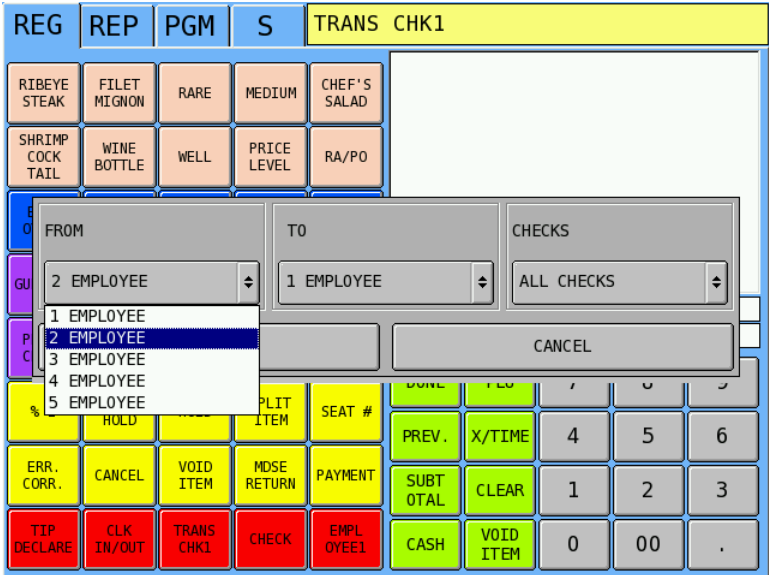 REG REP PGM S TRANS CHK1
RIBEYE
STEAK
FILET
MIGNON
RARE
MEDIUM
CHEF'S
SALAD
SHRIMP
COCK
TAIL
WINE
BOTTLE
WELL
PRICE
LEVEL
RA/PO
FROM
TO
CHECKS
2 EMPLOYEE
1 EMPLOYEE
ALL CHECKS
1 EMPLOYEE
2 EMPLOYEE
3 EMPLOYEE
4 EMPLOYEE
5 EMPLOYEE
CANCEL
HOLD
ITEM
SEAT #
PREV.
X/TIME
4
5
6
ERR.
CORR.
CANCEL
VOID
ITEM
MDSE
RETURN
PAYMENT
SUBT
OTAL
CLEAR
1
2
3
TIP
DECLARE
CLK
IN/OUT
TRANS
CHK1
CHECK
EMPL
OYEE1
CASH
VOID
ITEM
0
00
.